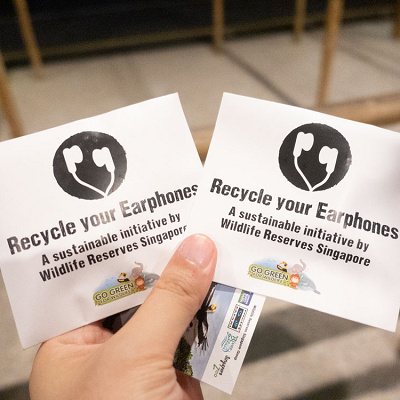 Recycle your Earphones
A sustainable initiative by
Wildlife Reserves Singapore
GO GREEN
Recycle your Earphones
A sustainable initiative by
Wildlife Reserves Singapore
GO GREEN